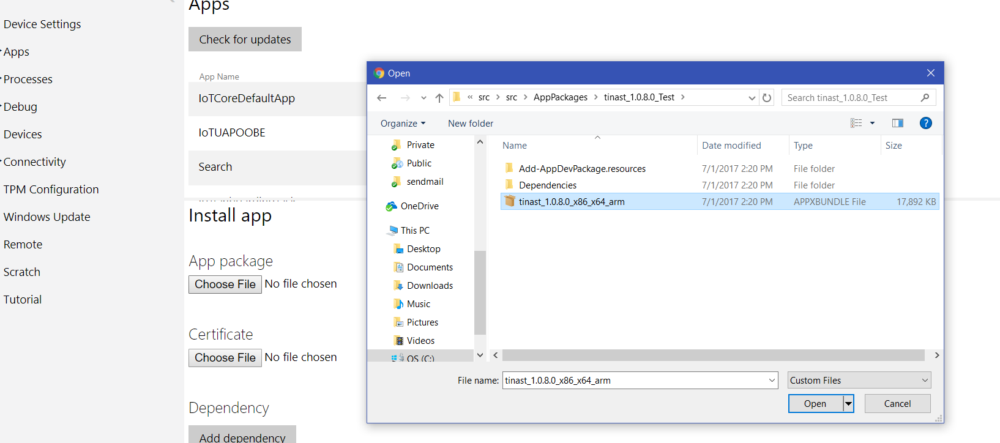 Apps
Device Settings
Check for updates
Apps
App Name
Processes
IoTCoreDefaultApp
Debug
IoTUAPOOBE
Devices
Search
Connectivity
TPM Configuration
Install app
Windows Update
App package
Remote
Choose File No file chosen
Scratch
Tutorial
Certificate
Choose File No file chosen
Dependency
Add dependency
Open
« src > src > AppPackages > tinast_1.0.8.0_Test >
Search tinast_1.0.8.0_Test
Organize
New folder
?
Private
Public
sendmail
OneDrive
This PC
Desktop
Documents
Downloads
Music
Pictures
Videos
OS (C:)
Name Date modified Type Size
Add-AppDevPackage.resources 7/1/2017 2:20 PM File folder
Dependencies 7/1/2017 2:20 PM File folder
tinast_1.0.8.0_x86_x64_arm 7/1/2017 2:20 PM APPXBUNDLE File 17,892 KB
File name: tinast_1.0.8.0_x86_x64_arm
Custom Files
Open
Cancel